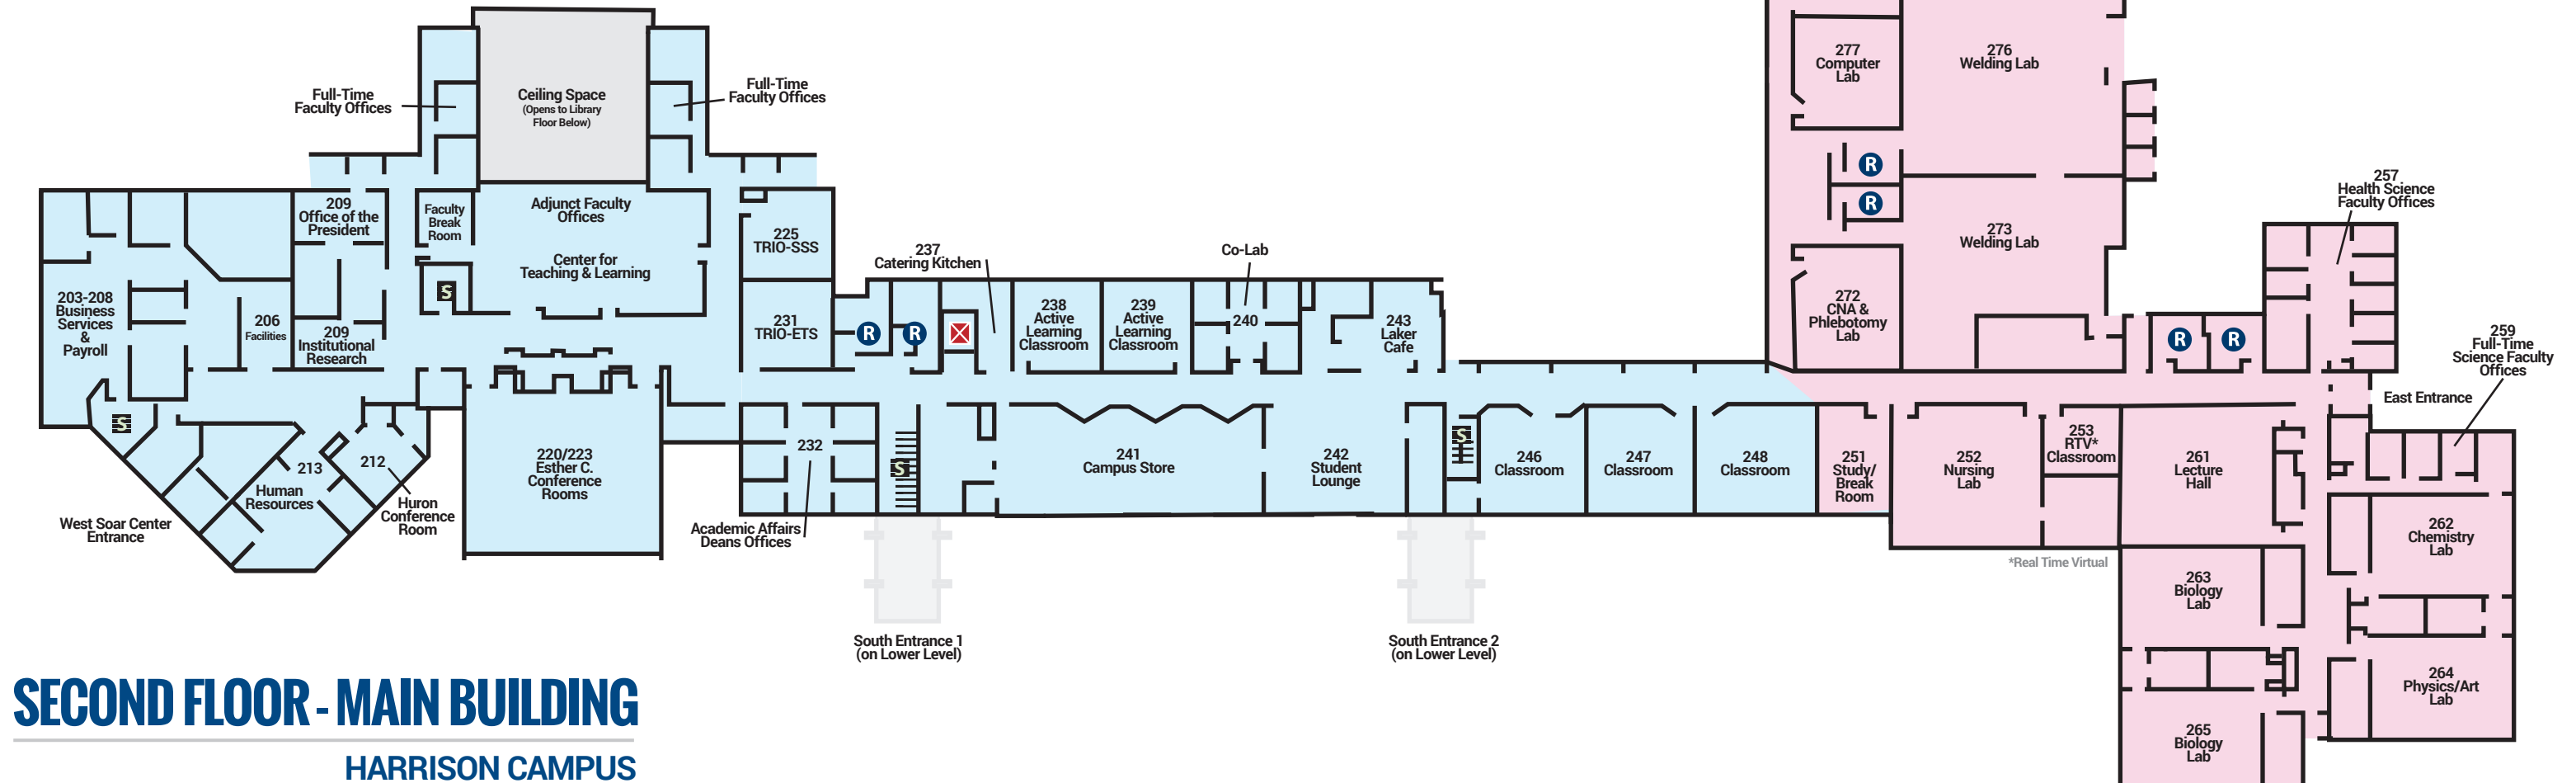 Full-Time
Faculty Offices
Ceiling Space
(Opens to Library
Floor Below)
Full-Time
Faculty Offices
209
Office of the
President
Faculty
Break
Room
Adjunct Faculty
Offices
Center for
Teaching & Learning
S
203-208
Business
Services
&
Payroll
206
Facilities
209
Institutional
Research
225
TRIO-SSS
231
TRIO-ETS
R
R
237
Catering Kitchen
238
Active
Learning
Classroom
239
Active
Learning
Classroom
Co-Lab
240
243
Laker
Cafe
S
213
Human
Resources
212
Huron
Conference
Room
West Soar Center
Entrance
220/223
Esther C.
Conference
Rooms
232
Academic Affairs
Deans Offices
S
241
Campus Store
242
Student
Lounge
S
246
Classroom
247
Classroom
248
Classroom
South Entrance 1
(on Lower Level)
South Entrance 2
(on Lower Level)
277
Computer
Lab
276
Welding Lab
R
R
273
Welding Lab
272
CNA &
Phlebotomy
Lab
R
R
257
Health Science
Faculty Offices
259
Full-Time
Science Faculty
Offices
East Entrance
251
Study/
Break
Room
252
Nursing
Lab
253
RTV*
Classroom
261
Lecture
Hall
262
Chemistry
Lab
*Real Time Virtual
263
Biology
Lab
264
Physics/Art
Lab
265
Biology
Lab
SECOND FLOOR - MAIN BUILDING
HARRISON CAMPUS